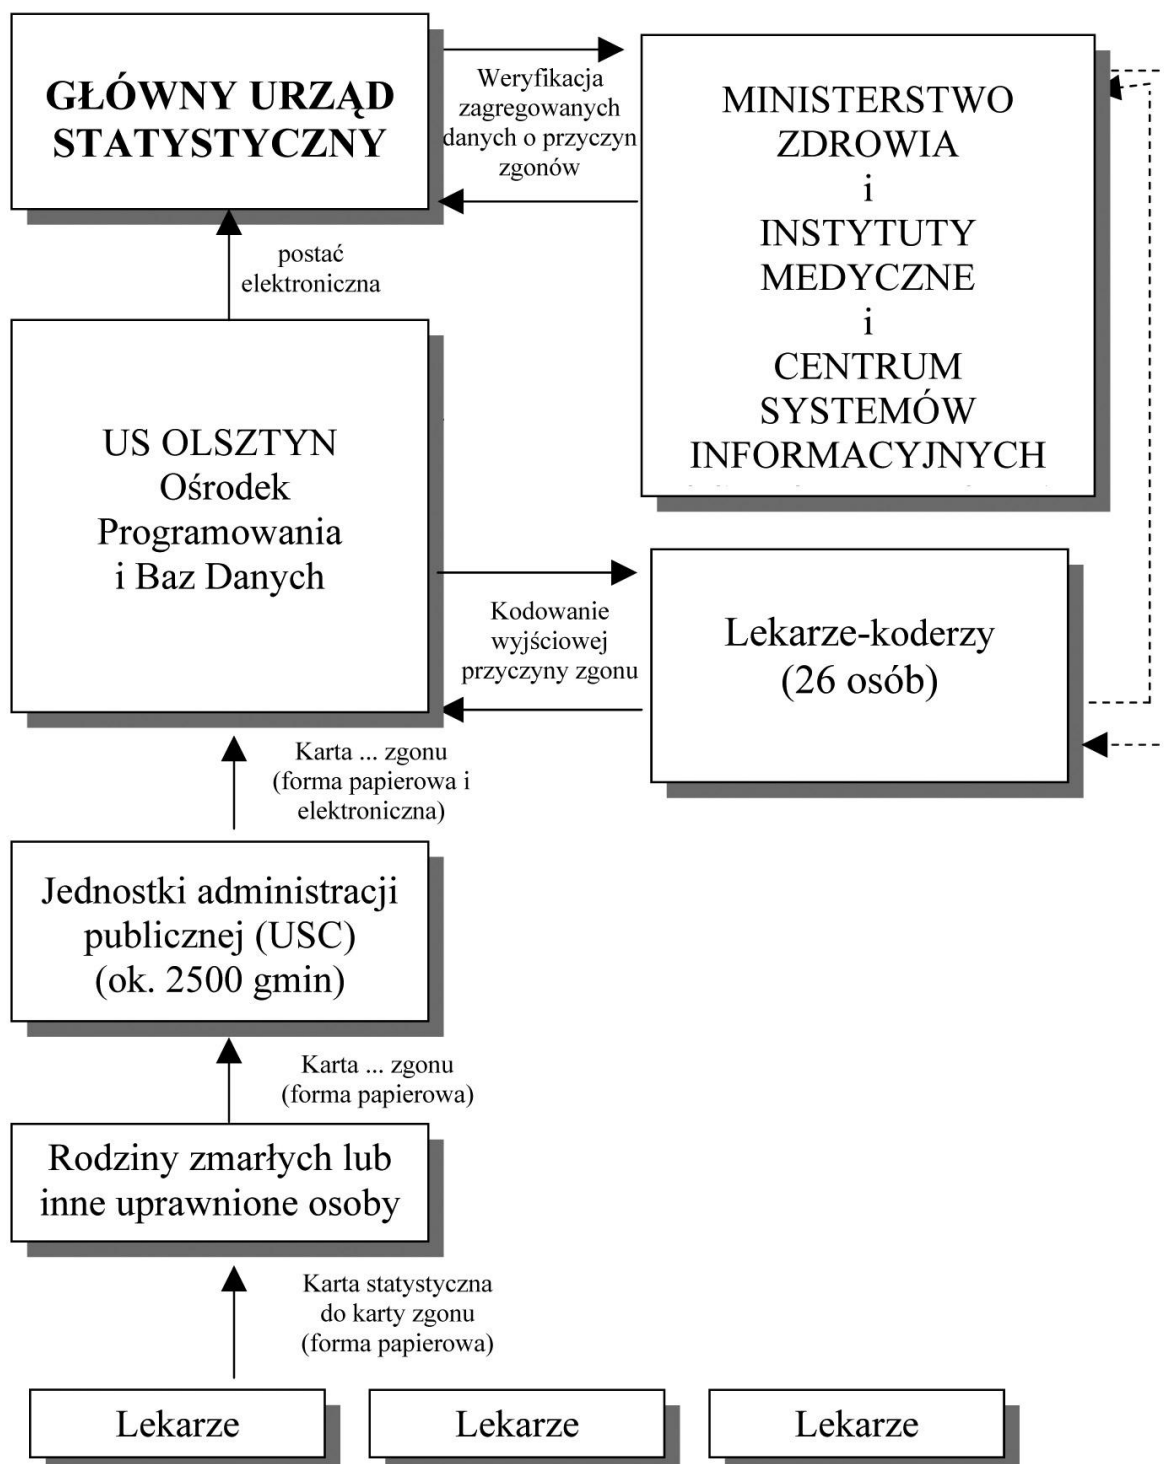 GŁÓWNY URZĄD
STATYSTYCZNY
Weryfikacja
zagregowanych
danych o przyczyn
zgonów
MINISTERSTWO
ZDROWIA
i
INSTYTUTY
MEDYCZNE
i
CENTRUM
SYSTEMÓW
INFORMACYJNYCH
postać
elektroniczna
US OLSZTYN
Ośrodek
Programowania
i Baz Danych
Kodowanie
wyjściowej
przyczyny zgonu
Lekarze-koderzy
(26 osób)
Karta ... zgonu
(forma papierowa i
elektroniczna)
Jednostki administracji
publicznej (USC)
(ok. 2500 gmin)
Karta ... zgonu
(forma papierowa)
Rodziny zmarłych lub
inne uprawnione osoby
Karta statystyczna
do karty zgonu
(forma papierowa)
Lekarze
Lekarze
Lekarze